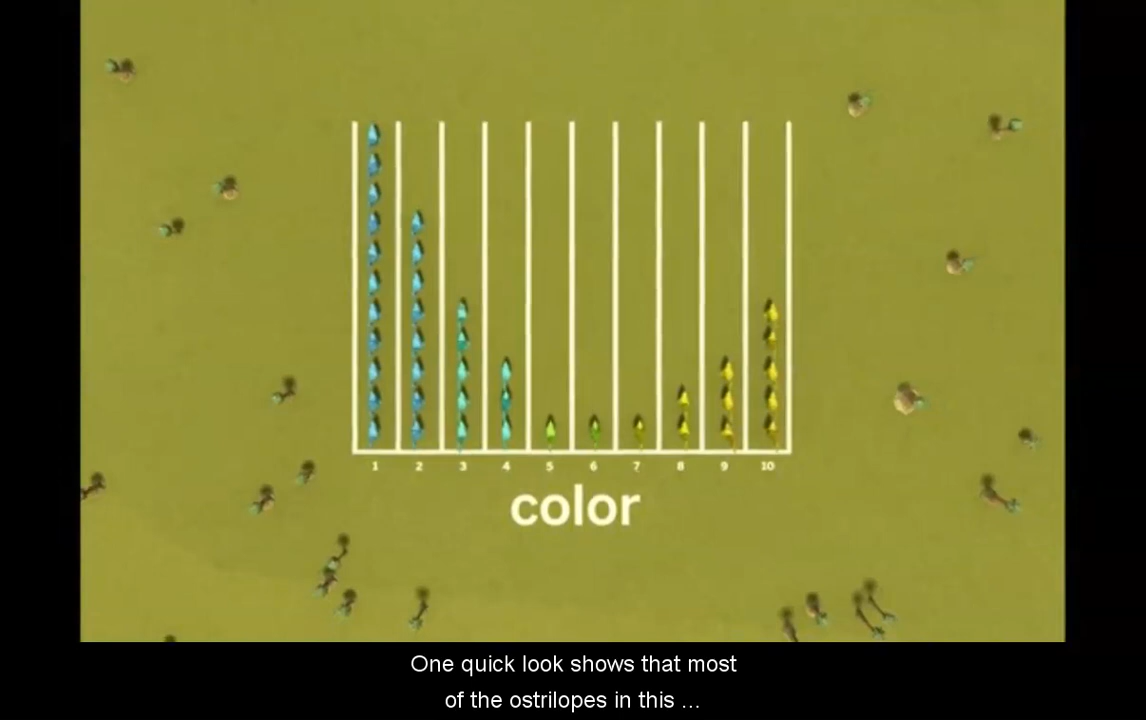 1 2 3 4 5 6 7 8 9 10
color
One quick look shows that most
of the ostrilopes in this ...